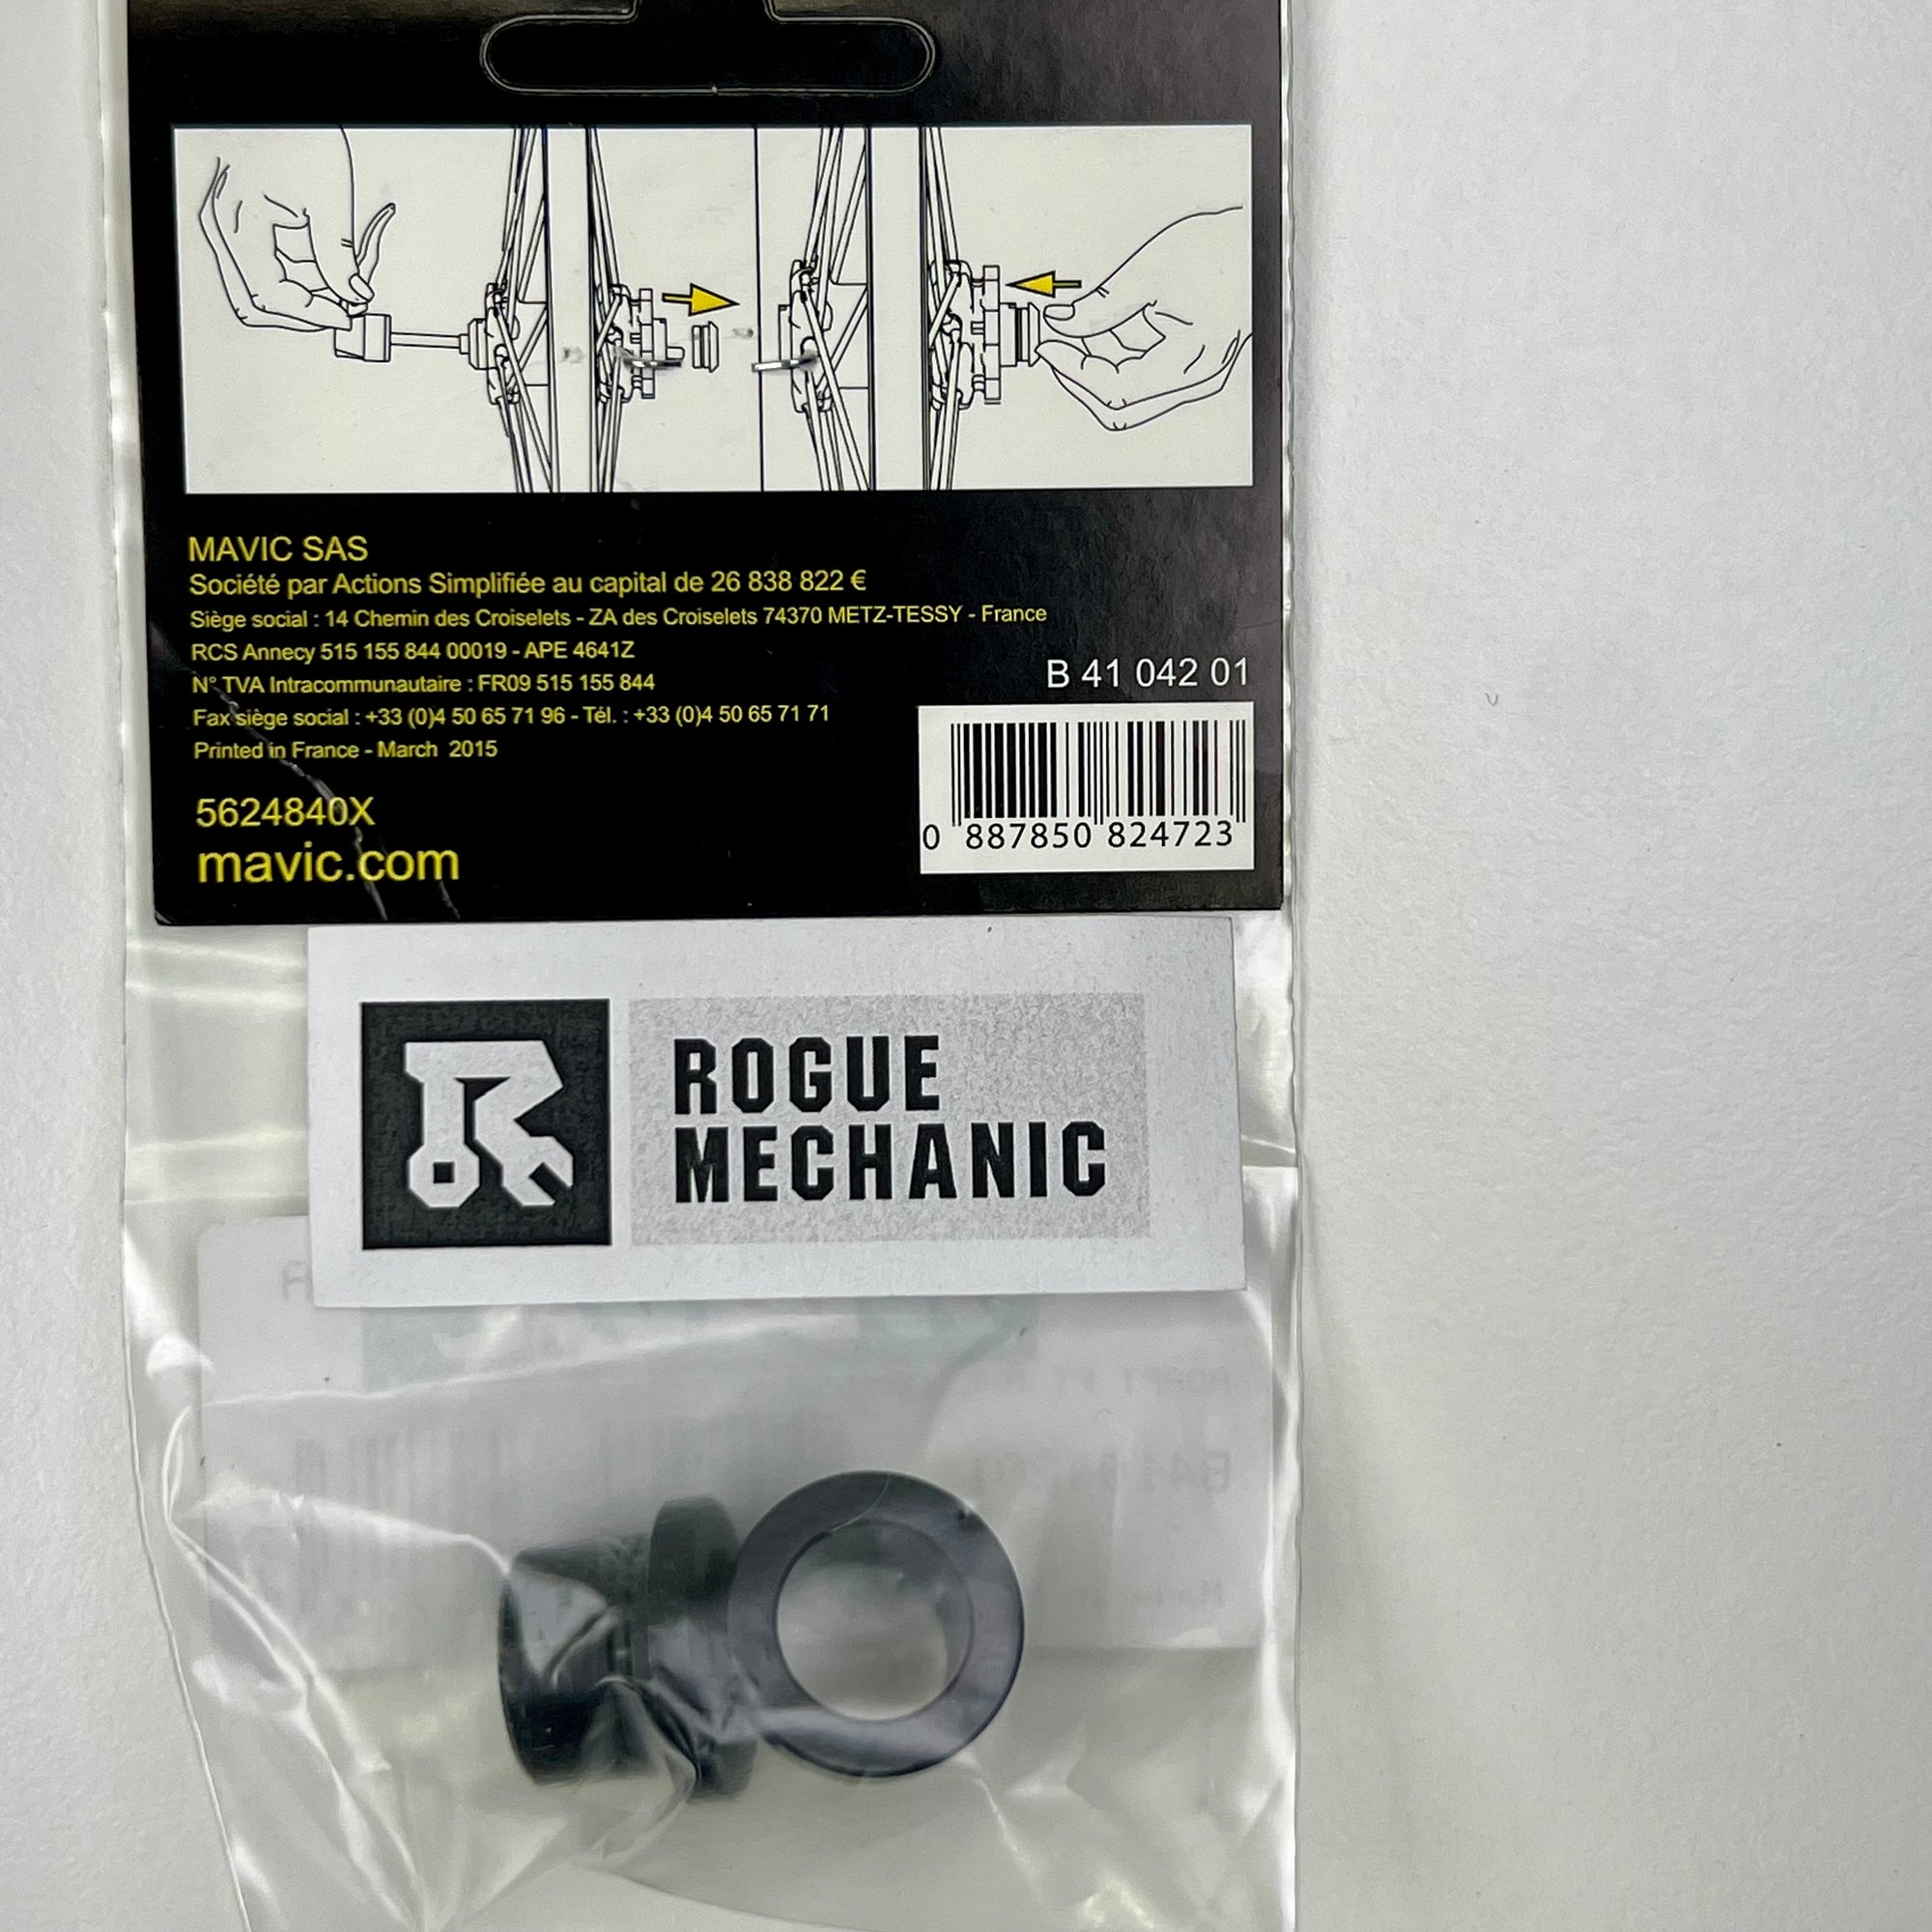 MAVIC SAS
Société par Actions Simplifiée au capital de 26 838 822 €
Siège social : 14 Chemin des Croiselets - ZA des Croiselets 74370 METZ-TESSY - France
RCS Annecy 515 155 844 00019 - APE 4641Z
N° TVA Intracommunautaire : FR09 515 155 844
Fax siège social : +33 (0)4 50 65 71 96 - Tél. : +33 (0)4 50 65 71 71
Printed in France - March 2015
5624840X
mavic.com
B 41 042 01
0 887850 824723
ROGUE
MECHANIC